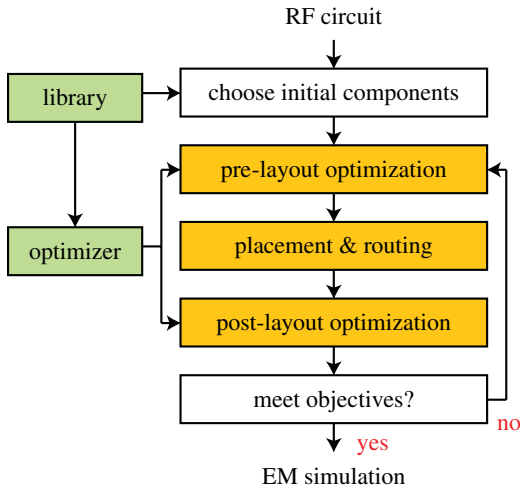 RF circuit
library
choose initial components
pre-layout optimization
optimizer
placement & routing
post-layout optimization
meet objectives?
no
yes
EM simulation